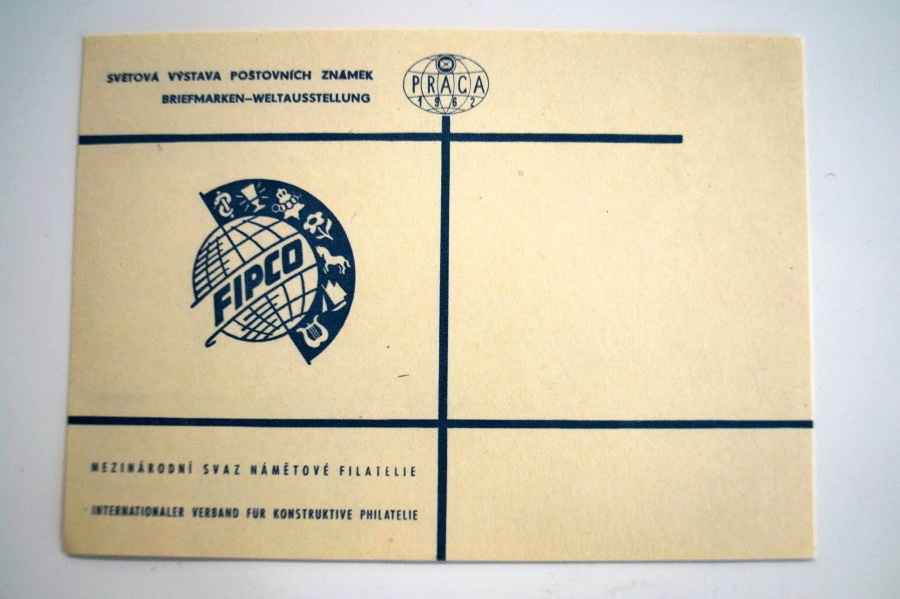 SVĚTOVÁ VÝSTAVA POŠTOVNÍCH ZNÁMEK
BRIEFMARKEN-WELTAUSSTELLUNG
PRAGA
1962
FIPCO
MEZINÁRODNÍ SVAZ NÁMĚTOVÉ FILATELIE
INTERNATIONALER VERBAND FÜR KONSTRUKTIVE PHILATELIE